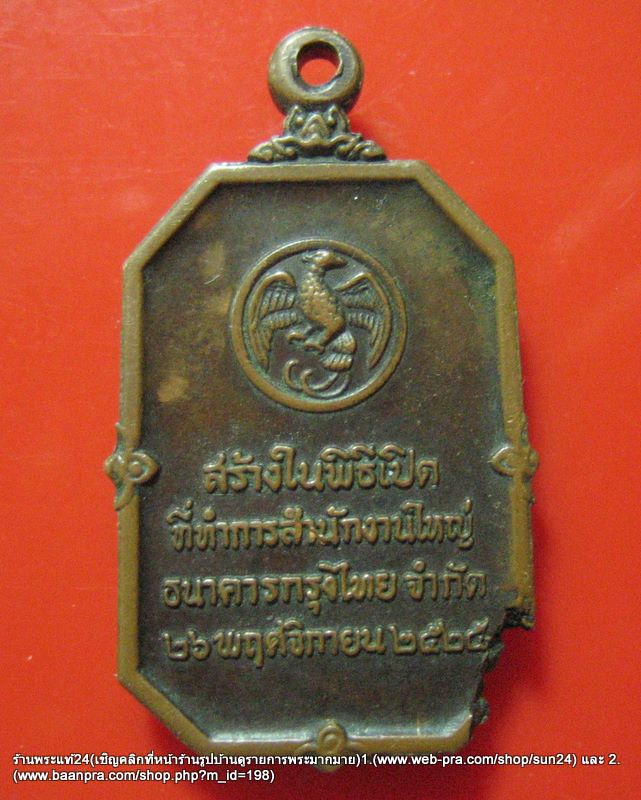 สร้างในพิธีเปิด
ที่ทำการสำนักงานใหญ่
ธนาคารกรุงไทย จำกัด
๒๖ พฤศจิกายน ๒๕๒๕
ร้านพระแท้24(เชิญคลิกที่หน้าร้านรูปบ้านดูรายการพระมากมาย)1.(www.web-pra.com/shop/sun24) และ 2.
(www.baanpra.com/shop.php?m_id=198)